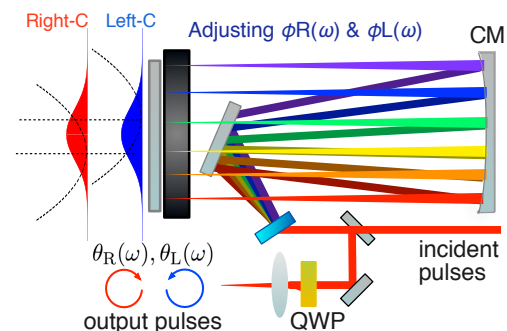 Right-C
Left-C
Adjusting ϕR(ω) & ϕL(ω)
CM
θR(ω), θL(ω)
incident
pulses
output pulses
QWP